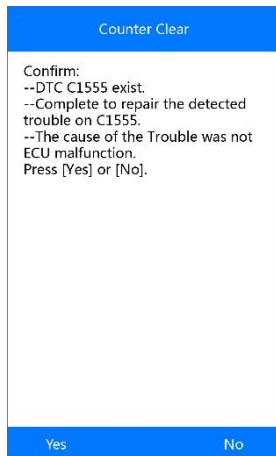 Counter Clear
Confirm:
--DTC C1555 exist.
--Complete to repair the detected
trouble on C1555.
--The cause of the Trouble was not
ECU malfunction.
Press [Yes] or [No].
Yes
No